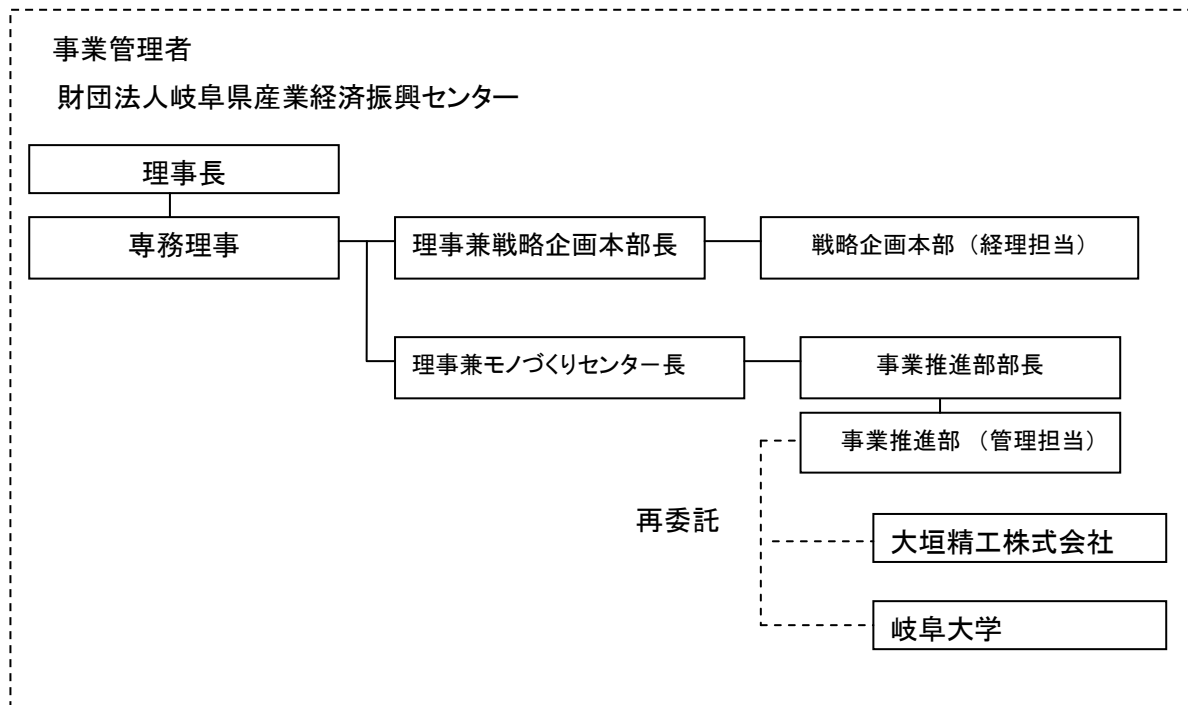 事業管理者
財団法人岐阜県産業経済振興センター
理事長
専務理事
理事兼戦略企画本部長
戦略企画本部（経理担当）
理事兼モノづくりセンター長
事業推進部部長
事業推進部（管理担当）
再委託
大垣精工株式会社
岐阜大学